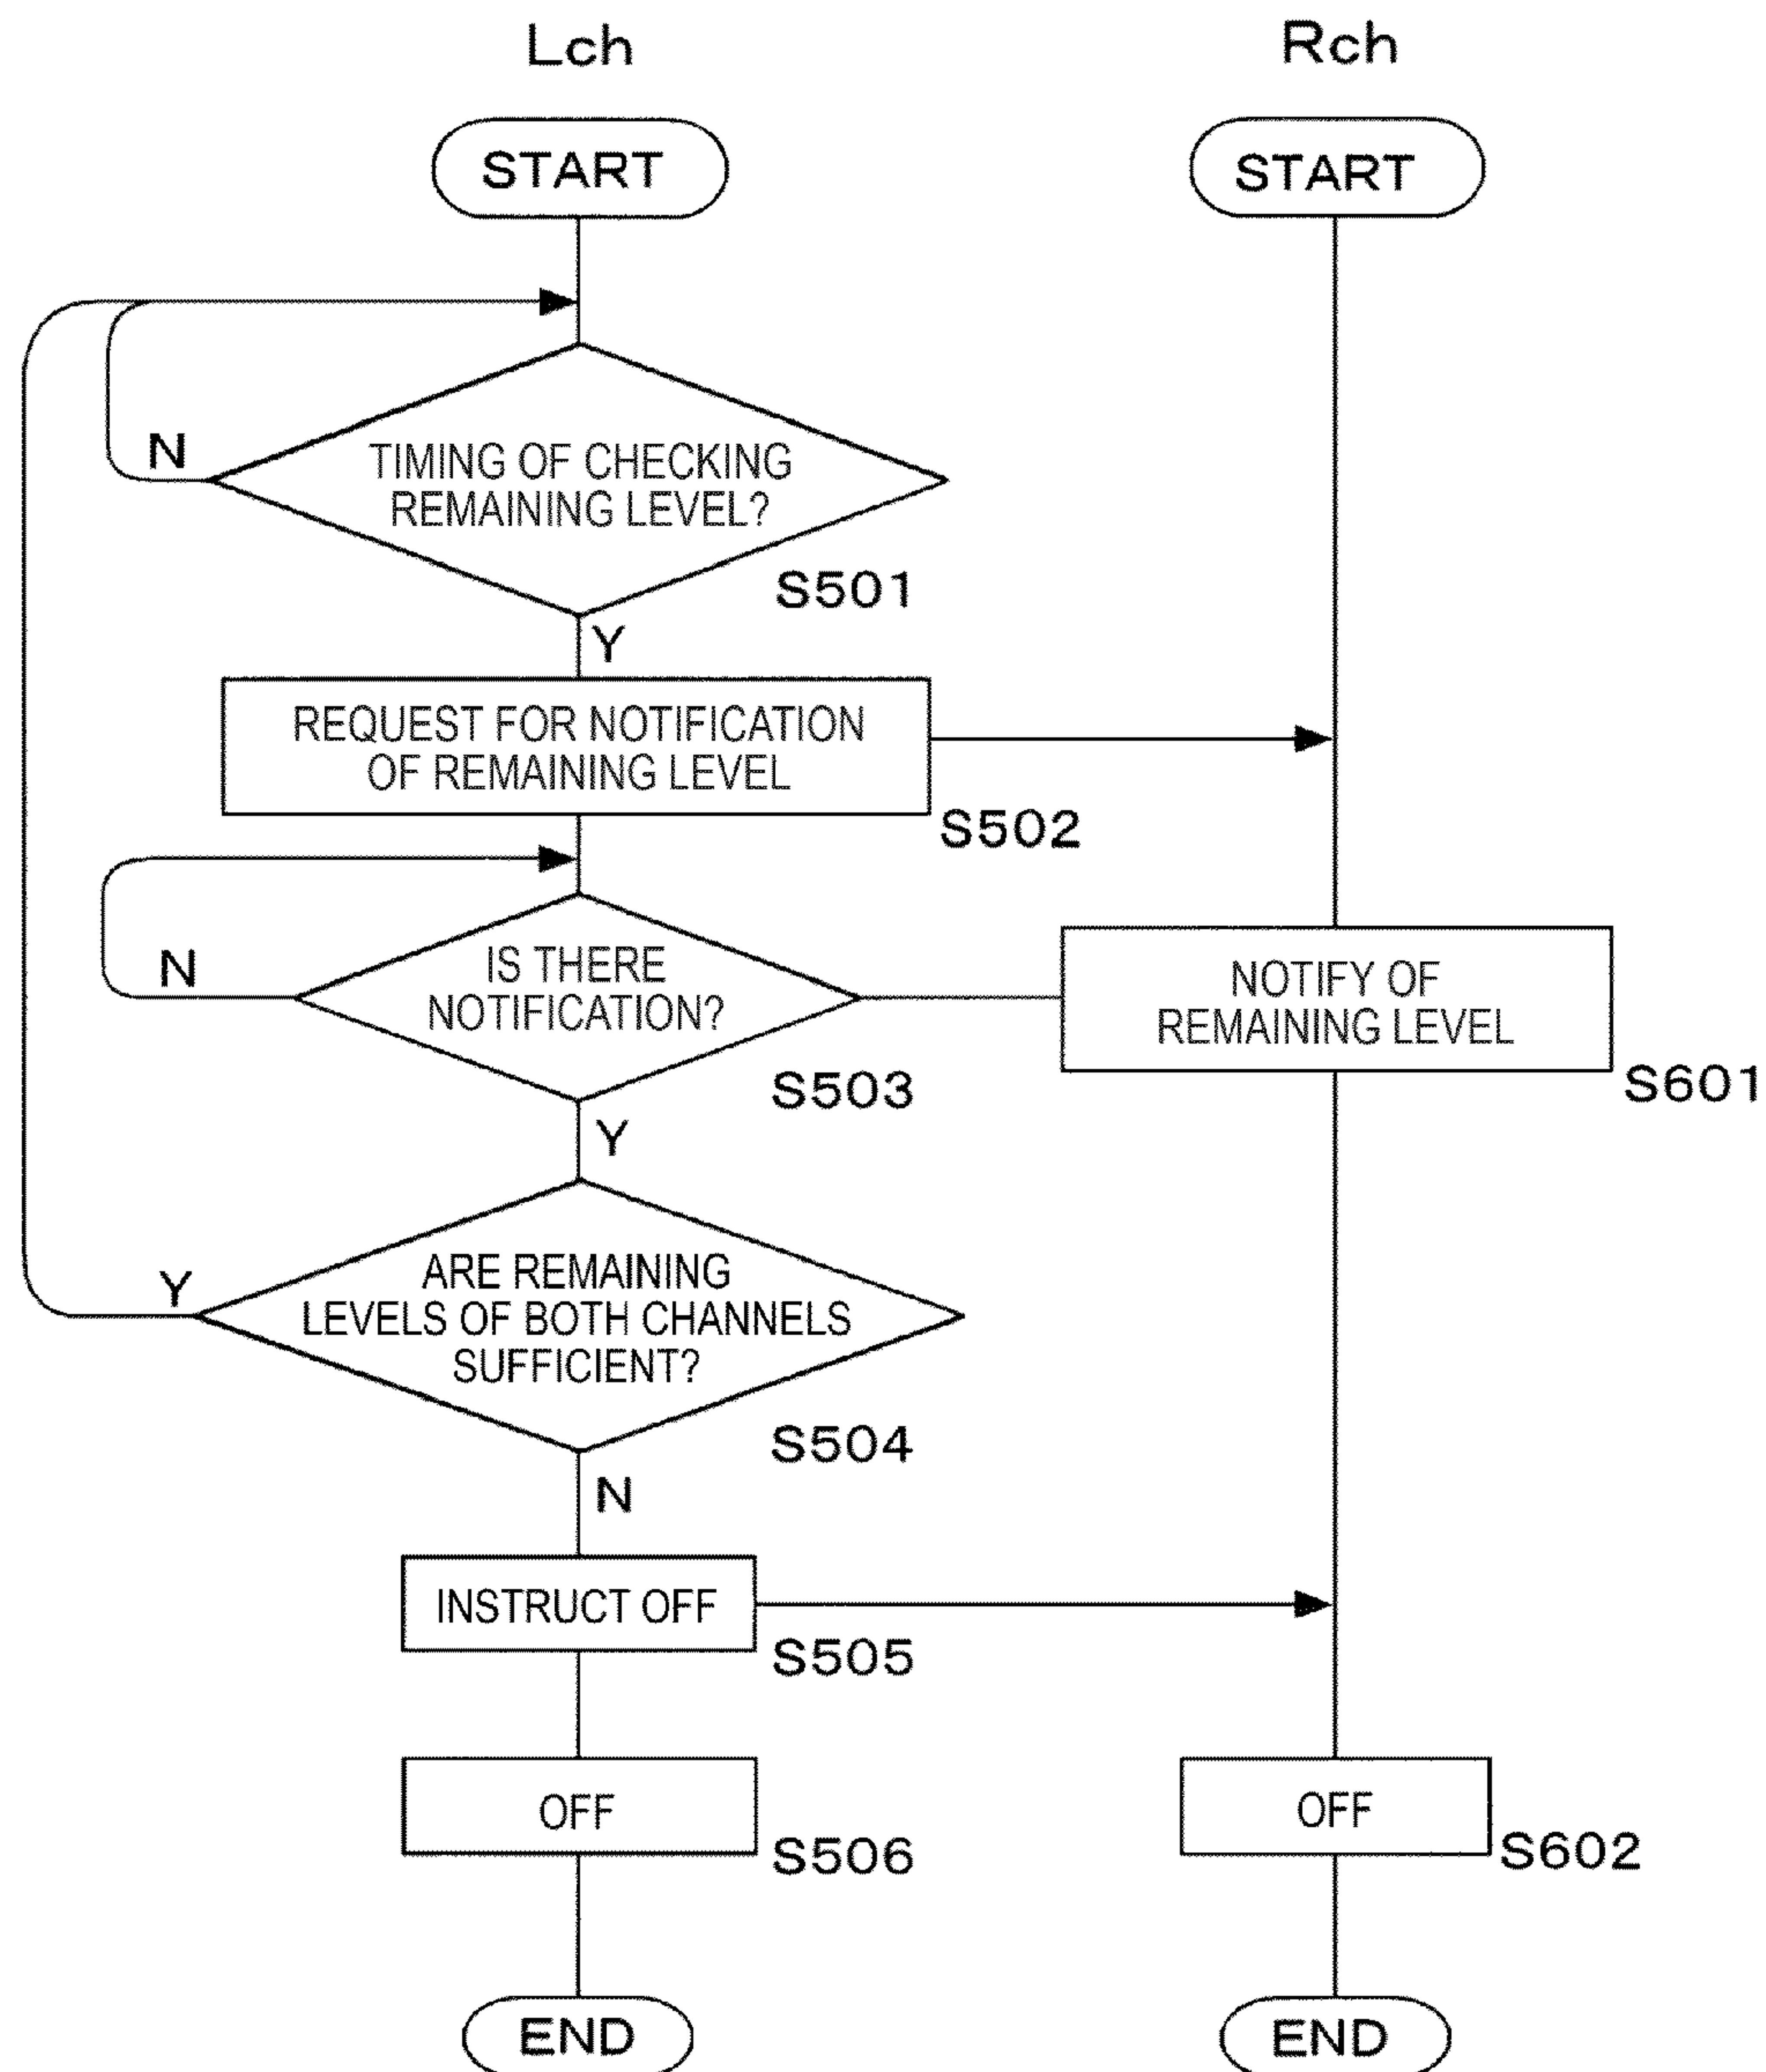 Lch
Rch
START
START
N
TIMING OF CHECKING
REMAINING LEVEL?
S501
Y
REQUEST FOR NOTIFICATION
OF REMAINING LEVEL
S502
N
IS THERE
NOTIFICATION?
S503
NOTIFY OF
REMAINING LEVEL
S601
Y
Y
ARE REMAINING
LEVELS OF BOTH CHANNELS
SUFFICIENT?
S504
N
INSTRUCT OFF
S505
OFF
S506
OFF
S602
END
END